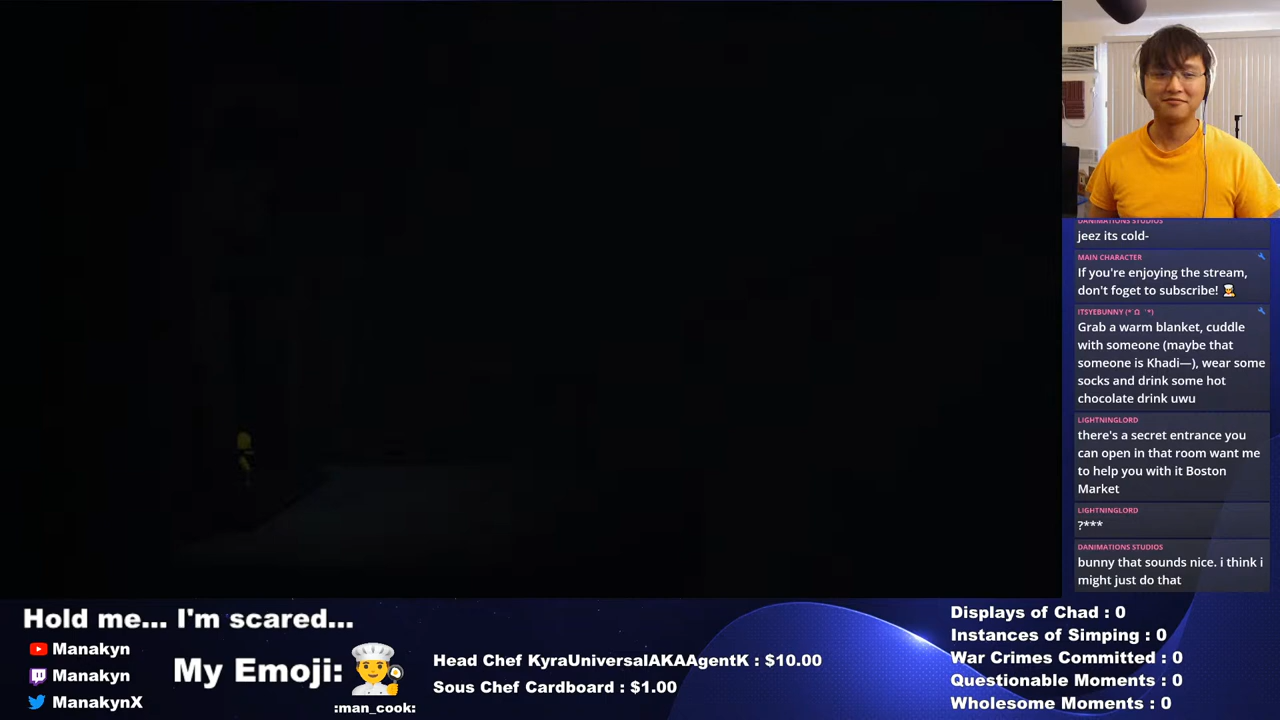 DANIMATIONS STUDIOS
jeez its cold-
MAIN CHARACTER
If you're enjoying the stream,
don't foget to subscribe!
ITSYEBUNNY (*
Grab a warm blanket, cuddle
with someone (maybe that
someone is Khadi—), wear some
socks and drink some hot
chocolate drink uwu
LIGHTNINGLORD
there's a secret entrance you
can open in that room want me
to help you with it Boston
Market
LIGHTNINGLORD
?***
DANIMATIONS STUDIOS
bunny that sounds nice. i think i
might just do that
Hold me... I'm scared...
Manakyn
Manakyn
ManakynX
My Emoji:
:man_cook:
Head Chef KyraUniversalAKAAgentK : $10.00
Sous Chef Cardboard : $1.00
Displays of Chad : 0
Instances of Simping : 0
War Crimes Committed : 0
Questionable Moments : 0
Wholesome Moments : 0